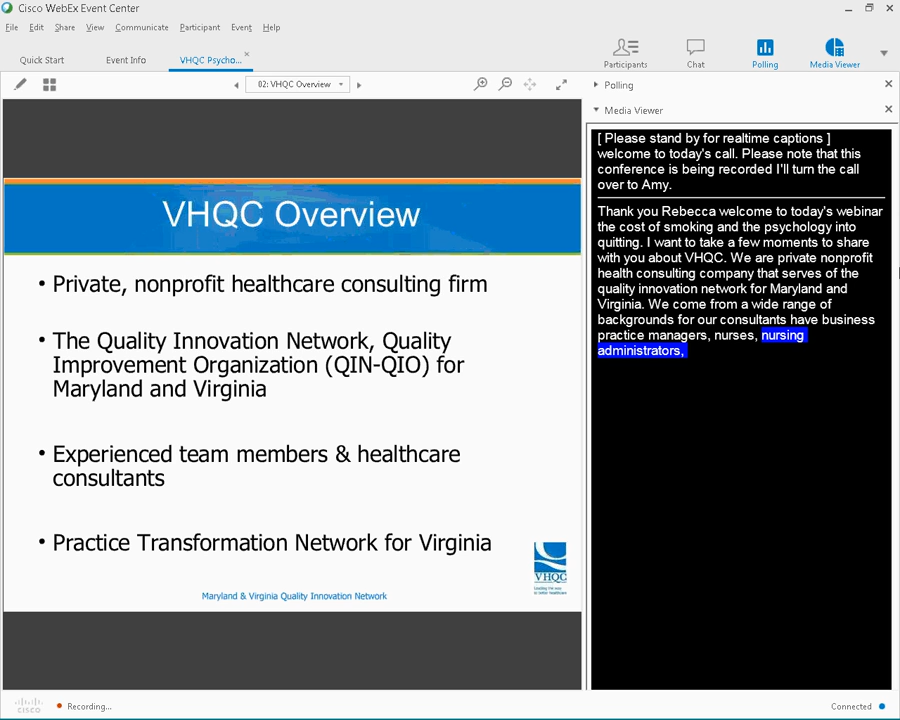 Cisco WebEx Event Center
File Edit Share View Communicate Participant Event Help
Quick Start Event Info VHQC Psycho...
Participants Chat Polling Media Viewer
02: VHQC Overview
Polling
Media Viewer
VHQC Overview
• Private, nonprofit healthcare consulting firm
• The Quality Innovation Network, Quality
Improvement Organization (QIN-QIO) for
Maryland and Virginia
• Experienced team members & healthcare
consultants
• Practice Transformation Network for Virginia
VHQC
Maryland & Virginia Quality Innovation Network
[ Please stand by for realtime captions ]
welcome to today's call. Please note that this
conference is being recorded I'll turn the call
over to Amy.
Thank you Rebecca welcome to today's webinar
the cost of smoking and the psychology into
quitting. I want to take a few moments to share
with you about VHQC. We are private nonprofit
health consulting company that serves of the
quality innovation network for Maryland and
Virginia. We come from a wide range of
backgrounds for our consultants have business
practice managers, nurses, nursing
administrators,
CISCO
Recording...
Connected